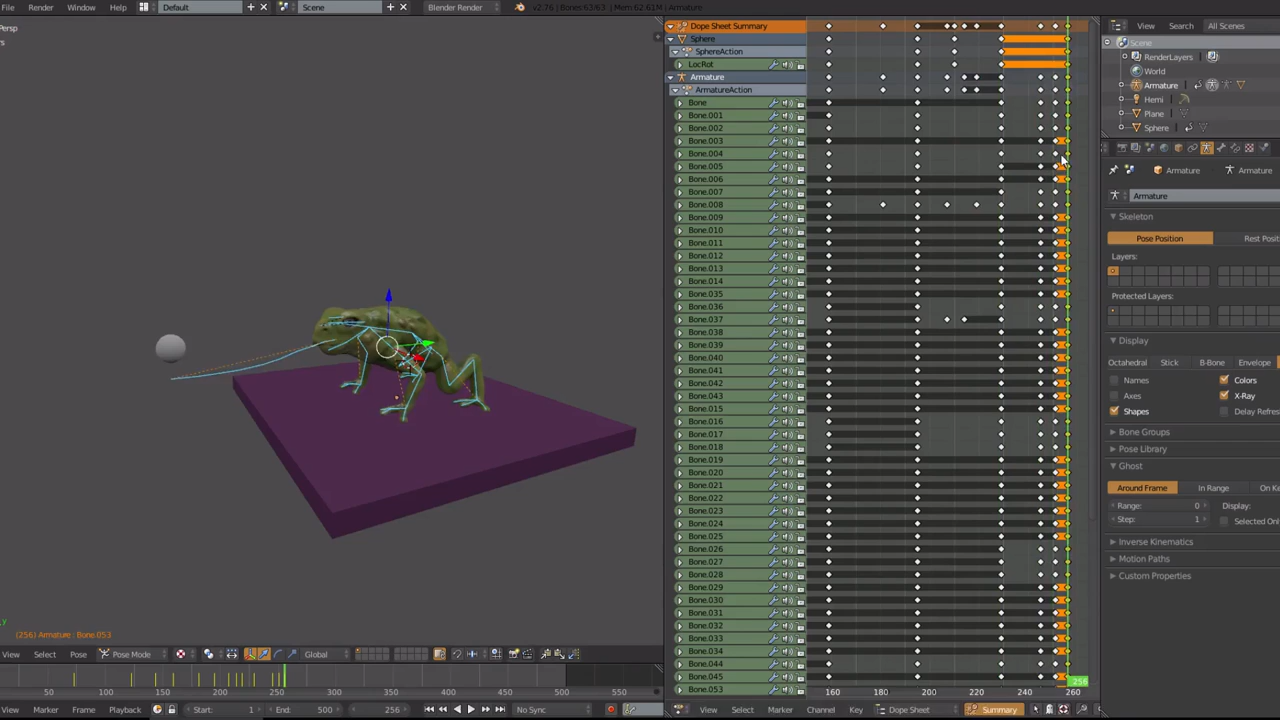 File Render Window Help Default Scene Blender Render v2.76 | Bones:63/63 | Mem:62.61M | Armature
Persp
Dope Sheet Summary
Sphere
SphereAction
LocRot
Armature
ArmatureAction
Bone
Bone.001
Bone.002
Bone.003
Bone.004
Bone.005
Bone.006
Bone.007
Bone.008
Bone.009
Bone.010
Bone.011
Bone.012
Bone.013
Bone.014
Bone.035
Bone.036
Bone.037
Bone.038
Bone.039
Bone.040
Bone.041
Bone.042
Bone.043
Bone.015
Bone.016
Bone.017
Bone.018
Bone.019
Bone.020
Bone.021
Bone.022
Bone.023
Bone.024
Bone.025
Bone.026
Bone.027
Bone.028
Bone.029
Bone.030
Bone.031
Bone.032
Bone.033
Bone.034
Bone.044
Bone.045
Bone.053
256
160 180 200 220 240 260
View Select Marker Channel Key Dope Sheet Summary
View Search All Scenes
Scene
RenderLayers
World
Armature
Hemi
Plane
Sphere
Armature Armature
Armature
Skeleton
Pose Position Rest Posit
Layers:
Protected Layers:
Display
Octahedral Stick B-Bone Envelope
Names Colors
Axes X-Ray
Shapes Delay Refres
Bone Groups
Pose Library
Ghost
Around Frame In Range On Ke
Range: 0 Display:
Step: 1 Selected Onl
Inverse Kinematics
Motion Paths
Custom Properties
y
(256) Armature : Bone.053
View Select Pose Pose Mode Global
50 100 150 200 250 300 350 400 450 500 550
View Marker Frame Playback Start: 1 End: 500 No Sync